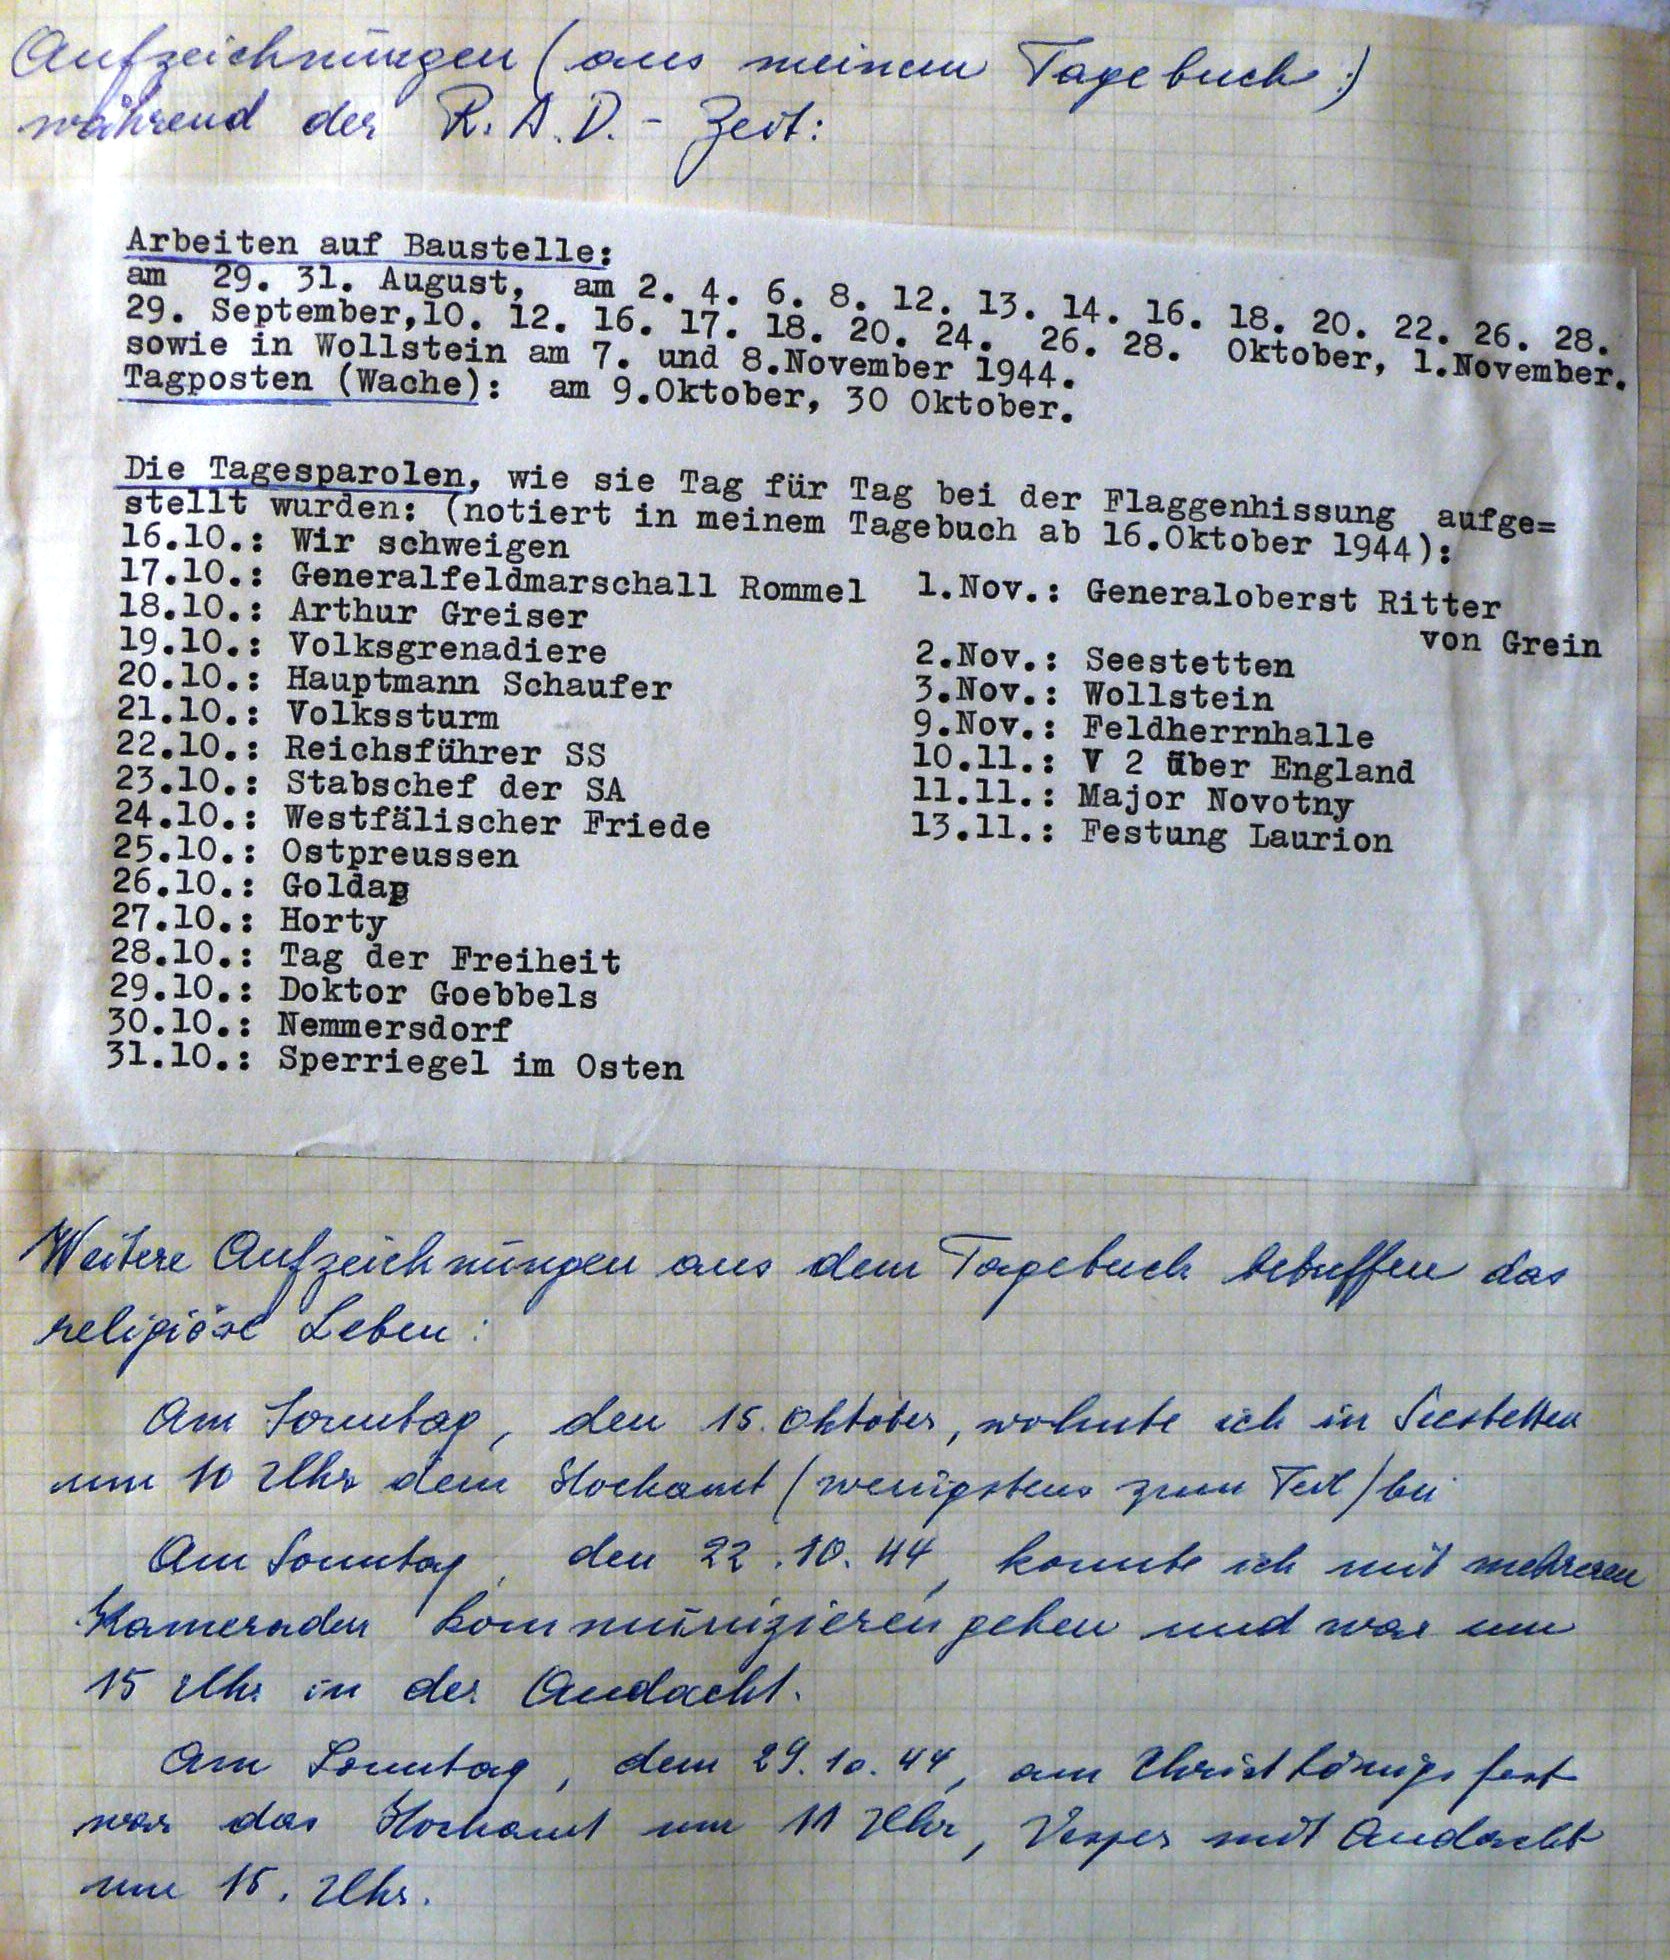 Aufzeichnungen (aus meinem Tagebuch:)
während der R.A.D.- Zeit:
Arbeiten auf Baustelle:
am 29. 31. August, am 2. 4. 6. 8. 12. 13. 14. 16. 18. 20. 22. 26. 28.
29. September,10. 12. 16. 17. 18. 20. 24. 26. 28. Oktober, 1.November.
sowie in Wollstein am 7. und 8.November 1944.
Tagposten (Wache): am 9.Oktober, 30 Oktober.
Die Tagesparolen, wie sie Tag für Tag bei der Flaggenhissung aufge=
stellt wurden: (notiert in meinem Tagebuch ab 16.Oktober 1944):
16.10.: Wir schweigen
17.10.: Generalfeldmarschall Rommel
18.10.: Arthur Greiser
19.10.: Volksgrenadiere
20.10.: Hauptmann Schaufer
21.10.: Volkssturm
22.10.: Reichsführer SS
23.10.: Stabschef der SA
24.10.: Westfälischer Friede
25.10.: Ostpreussen
26.10.: Goldap
27.10.: Horty
28.10.: Tag der Freiheit
29.10.: Doktor Goebbels
30.10.: Nemmersdorf
31.10.: Sperriegel im Osten
1.Nov.: Generaloberst Ritter
von Grein
2.Nov.: Seestetten
3.Nov.: Wollstein
9.Nov.: Feldherrnhalle
10.11.: V 2 über England
11.11.: Major Novotny
13.11.: Festung Laurion
Weitere Aufzeichnungen aus dem Tagebuch betreffen das
religiöse Leben:
Am Sonntag, den 15. Oktober, wohnte ich in Seestetten
um 10 Uhr dem Hochamt (wenigstens zum Teil) bei
Am Sonntag, den 22.10.44, konnte ich mit mehreren
Kameraden kommunizieren gehen und war um
15 Uhr in der Andacht.
Am Sonntag, dem 29.10.44, am Christkönigsfest
war das Hochamt um 11 Uhr, Vesper mit Andacht
um 15. Uhr.